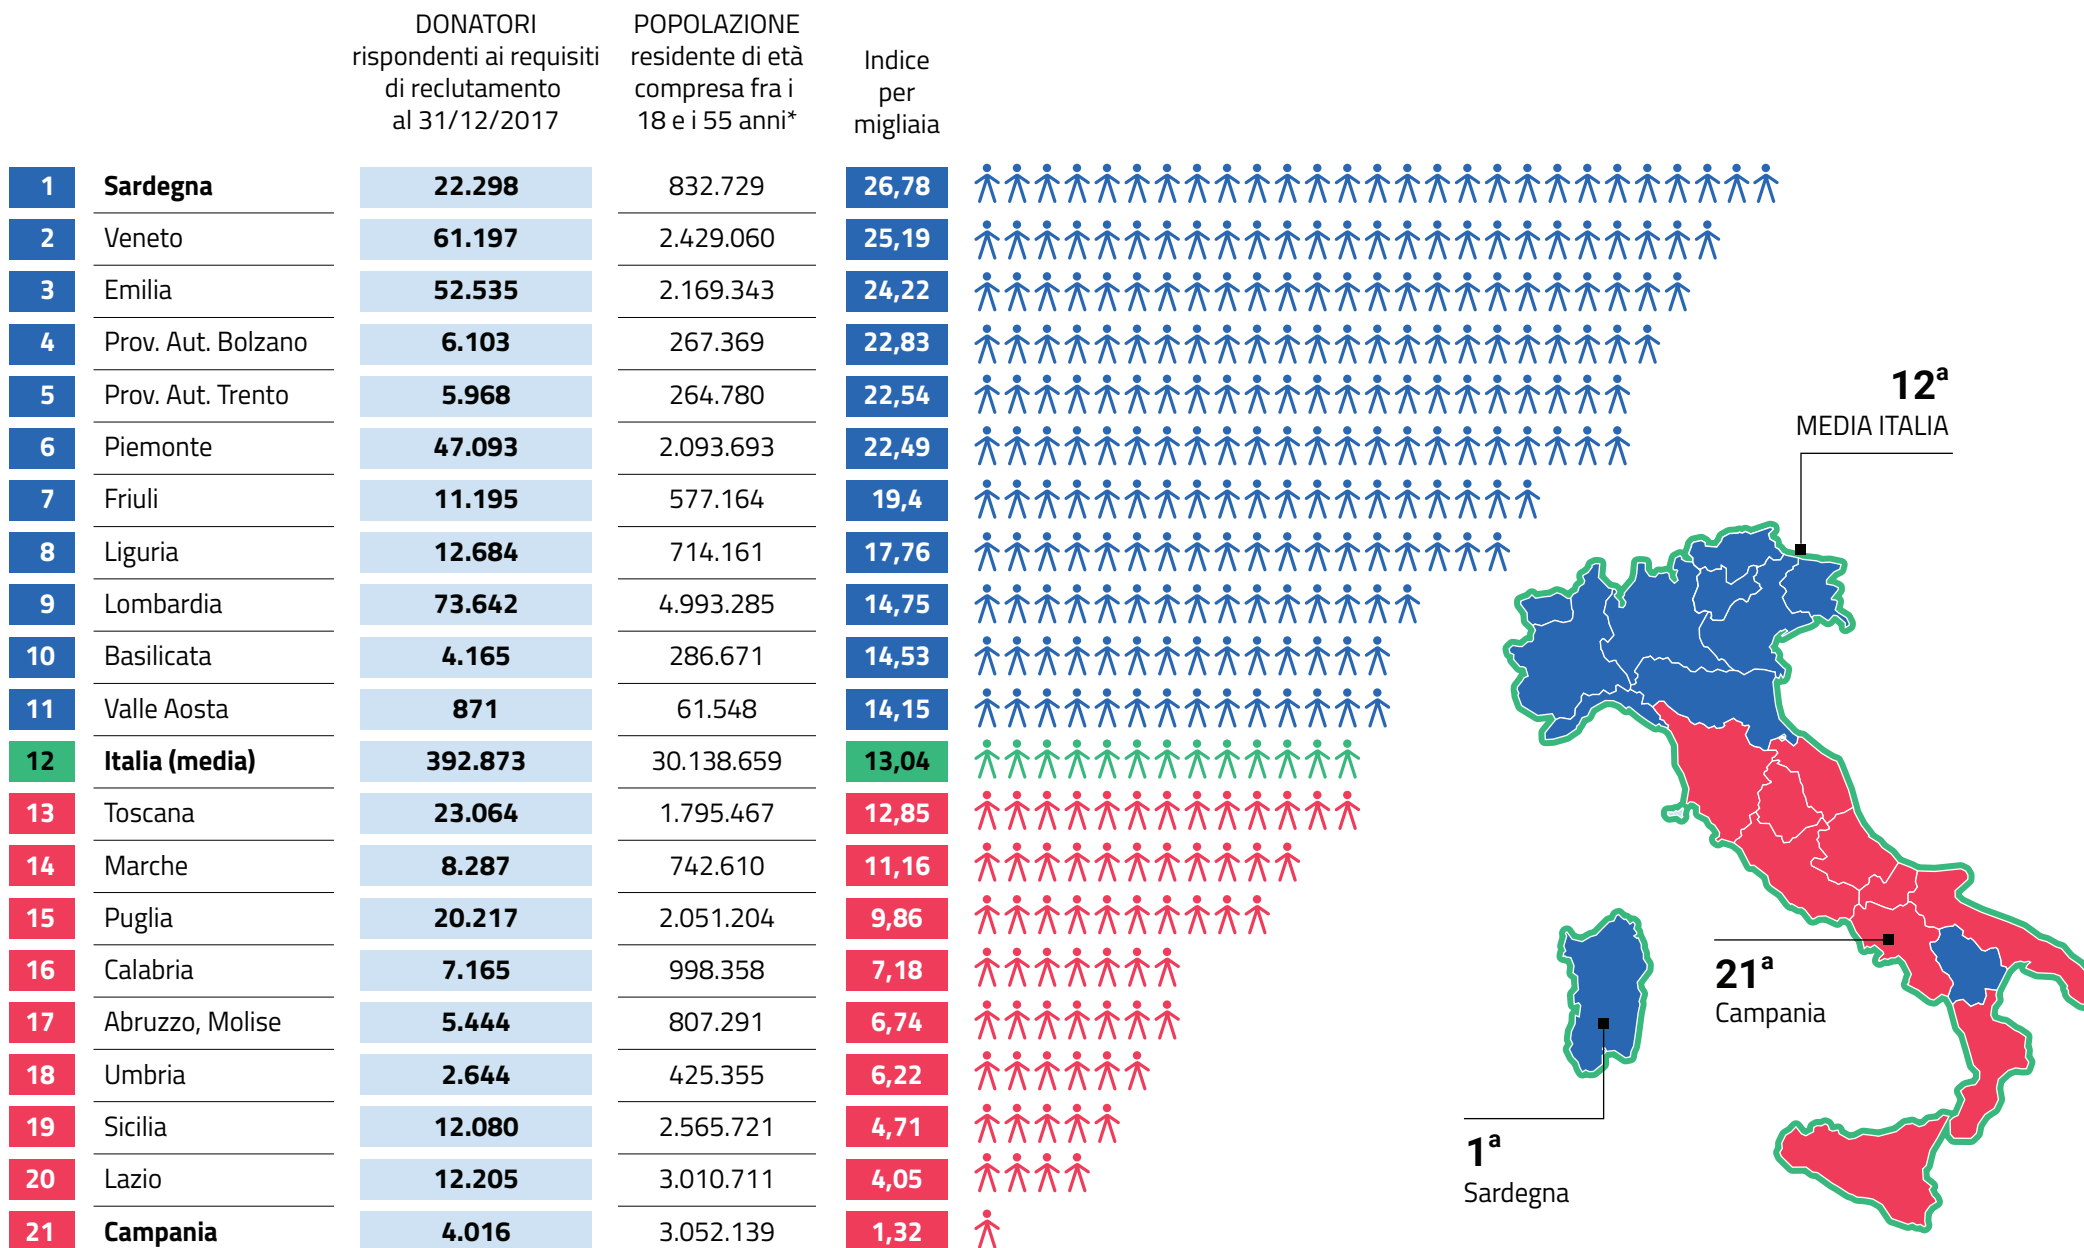 DONATORI
rispondenti ai requisiti
di reclutamento
al 31/12/2017
POPOLAZIONE
residente di età
compresa fra i
18 e i 55 anni*
Indice
per
migliaia
1 Sardegna 22.298 832.729 26,78
2 Veneto 61.197 2.429.060 25,19
3 Emilia 52.535 2.169.343 24,22
4 Prov. Aut. Bolzano 6.103 267.369 22,83
5 Prov. Aut. Trento 5.968 264.780 22,54
6 Piemonte 47.093 2.093.693 22,49
7 Friuli 11.195 577.164 19,4
8 Liguria 12.684 714.161 17,76
9 Lombardia 73.642 4.993.285 14,75
10 Basilicata 4.165 286.671 14,53
11 Valle Aosta 871 61.548 14,15
12 Italia (media) 392.873 30.138.659 13,04
13 Toscana 23.064 1.795.467 12,85
14 Marche 8.287 742.610 11,16
15 Puglia 20.217 2.051.204 9,86
16 Calabria 7.165 998.358 7,18
17 Abruzzo, Molise 5.444 807.291 6,74
18 Umbria 2.644 425.355 6,22
19 Sicilia 12.080 2.565.721 4,71
20 Lazio 12.205 3.010.711 4,05
21 Campania 4.016 3.052.139 1,32
12ª
MEDIA ITALIA
21ª
Campania
1ª
Sardegna